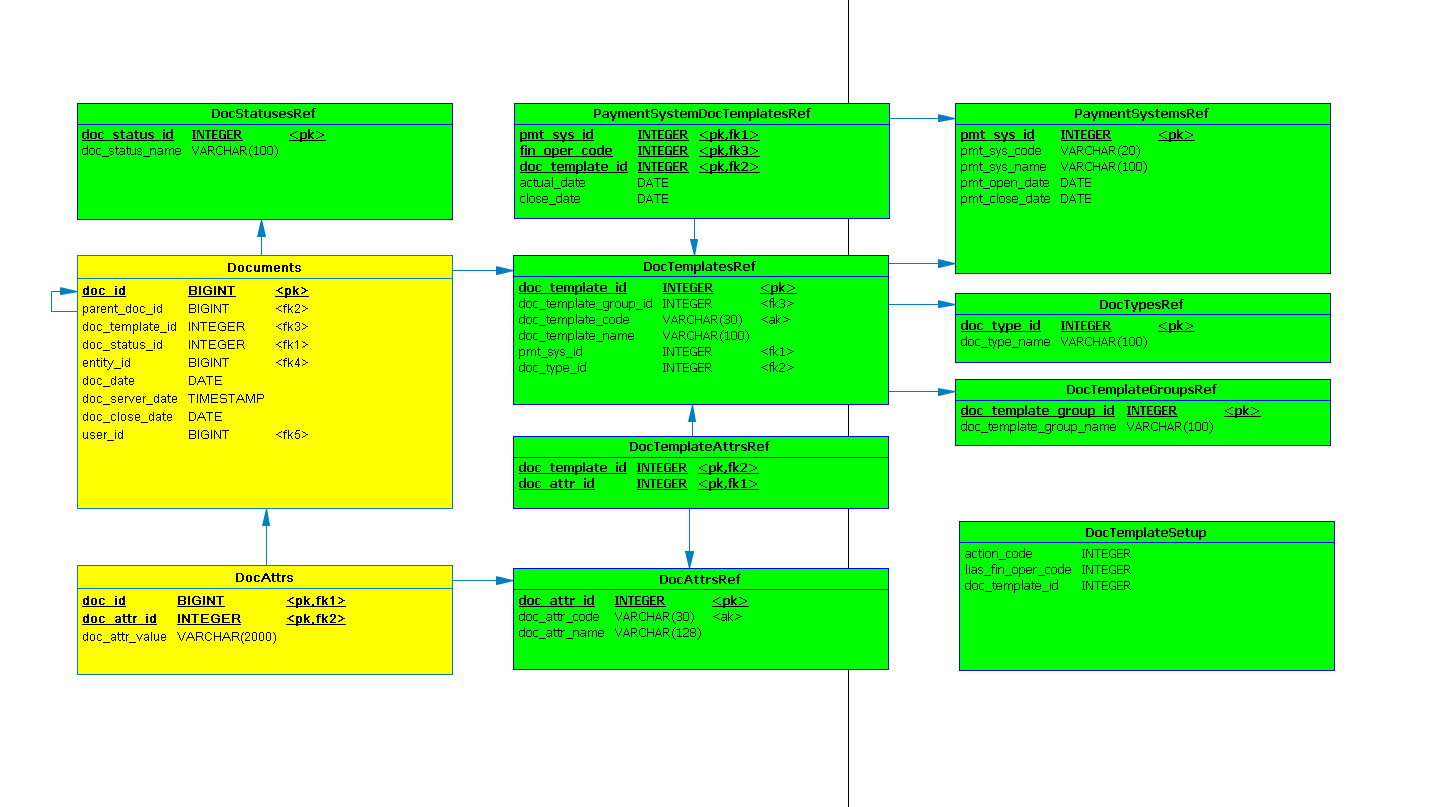 DocStatusesRef
doc_status_id INTEGER <pk>
doc_status_name VARCHAR(100)
PaymentSystemDocTemplatesRef
pmt_sys_id INTEGER <pk,fk1>
fin_oper_code INTEGER <pk,fk3>
doc_template_id INTEGER <pk,fk2>
actual_date DATE
close_date DATE
PaymentSystemsRef
pmt_sys_id INTEGER <pk>
pmt_sys_code VARCHAR(20)
pmt_sys_name VARCHAR(100)
pmt_open_date DATE
pmt_close_date DATE
Documents
doc_id BIGINT <pk>
parent_doc_id BIGINT <fk2>
doc_template_id INTEGER <fk3>
doc_status_id INTEGER <fk1>
entity_id BIGINT <fk4>
doc_date DATE
doc_server_date TIMESTAMP
doc_close_date DATE
user_id BIGINT <fk5>
DocTemplatesRef
doc_template_id INTEGER <pk>
doc_template_group_id INTEGER <fk3>
doc_template_code VARCHAR(30) <ak>
doc_template_name VARCHAR(100)
pmt_sys_id INTEGER <fk1>
doc_type_id INTEGER <fk2>
DocTypesRef
doc_type_id INTEGER <pk>
doc_type_name VARCHAR(100)
DocTemplateGroupsRef
doc_template_group_id INTEGER <pk>
doc_template_group_name VARCHAR(100)
DocTemplateAttrsRef
doc_template_id INTEGER <pk,fk2>
doc_attr_id INTEGER <pk,fk1>
DocTemplateSetup
action_code INTEGER
lias_fin_oper_code INTEGER
doc_template_id INTEGER
DocAttrs
doc_id BIGINT <pk,fk1>
doc_attr_id INTEGER <pk,fk2>
doc_attr_value VARCHAR(2000)
DocAttrsRef
doc_attr_id INTEGER <pk>
doc_attr_code VARCHAR(30) <ak>
doc_attr_name VARCHAR(128)